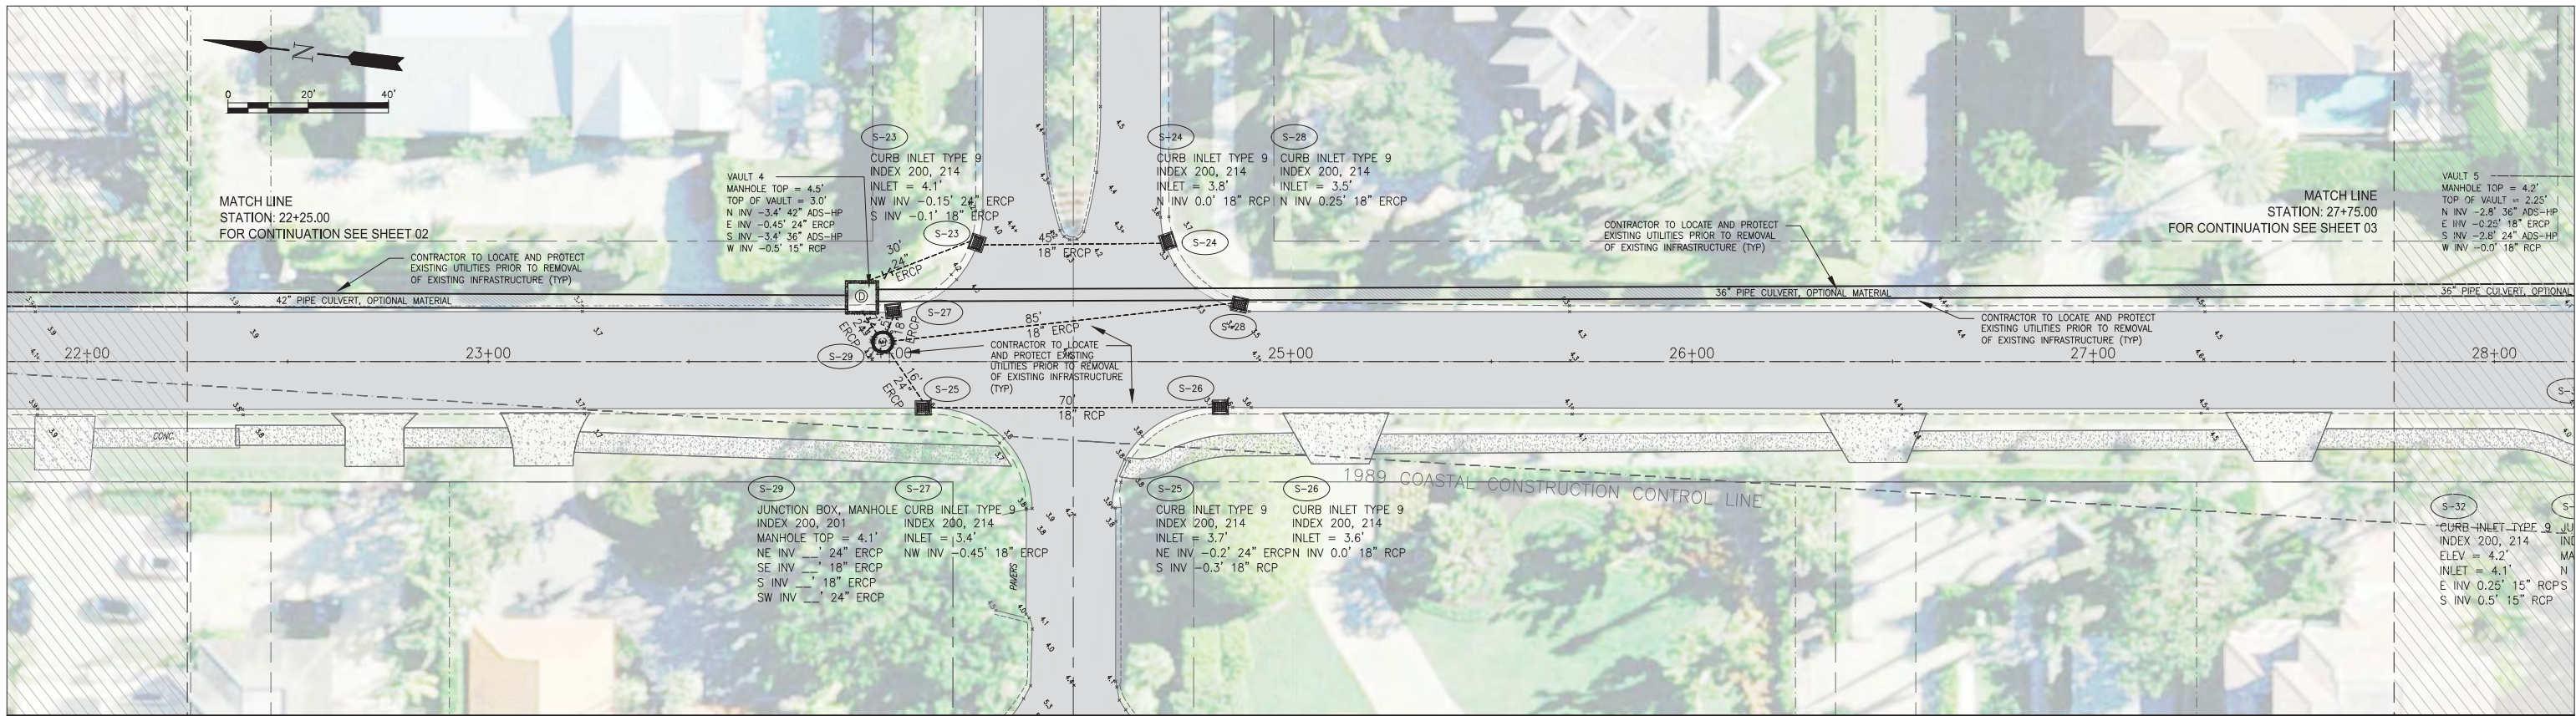 N
0 20' 40'
MATCH LINE
STATION: 22+25.00
FOR CONTINUATION SEE SHEET 02
CONTRACTOR TO LOCATE AND PROTECT
EXISTING UTILITIES PRIOR TO REMOVAL
OF EXISTING INFRASTRUCTURE (TYP)
42" PIPE CULVERT, OPTIONAL MATERIAL
VAULT 4
MANHOLE TOP = 4.5'
TOP OF VAULT = 3.0'
N INV -3.4' 42" ADS-HP
E INV -0.45' 24" ERCP
S INV -3.4' 36" ADS-HP
W INV -0.5' 15" RCP
S-23
CURB INLET TYPE 9
INDEX 200, 214
INLET = 4.1'
NW INV -0.15' 24" ERCP
S INV -0.1' 18" ERCP
S-24
CURB INLET TYPE 9
INDEX 200, 214
INLET = 3.8'
N INV 0.0' 18" RCP
S-28
CURB INLET TYPE 9
INDEX 200, 214
INLET = 3.5'
N INV 0.25' 18" ERCP
S-23
S-24
30'
24"
ERCP
45'
18" ERCP
D
S-27
85'
18" ERCP
S-28
S-29
CONTRACTOR TO LOCATE
AND PROTECT EXISTING
UTILITIES PRIOR TO REMOVAL
OF EXISTING INFRASTRUCTURE
(TYP)
16'
24"
ERCP
S-25
70'
18" RCP
S-26
CONTRACTOR TO LOCATE AND PROTECT
EXISTING UTILITIES PRIOR TO REMOVAL
OF EXISTING INFRASTRUCTURE (TYP)
36" PIPE CULVERT, OPTIONAL MATERIAL
CONTRACTOR TO LOCATE AND PROTECT
EXISTING UTILITIES PRIOR TO REMOVAL
OF EXISTING INFRASTRUCTURE (TYP)
MATCH LINE
STATION: 27+75.00
FOR CONTINUATION SEE SHEET 03
VAULT 5
MANHOLE TOP = 4.2'
TOP OF VAULT = 2.25'
N INV -2.8' 36" ADS-HP
E INV -0.25' 18" ERCP
S INV -2.8' 24" ADS-HP
W INV -0.0' 18" RCP
36" PIPE CULVERT, OPTIONAL
22+00 23+00 25+00 26+00 27+00 28+00
CONC.
1989 COASTAL CONSTRUCTION CONTROL LINE
S-29
JUNCTION BOX, MANHOLE
INDEX 200, 201
MANHOLE TOP = 4.1'
NE INV __' 24" ERCP
SE INV __' 18" ERCP
S INV __' 18" ERCP
SW INV __' 24" ERCP
S-27
CURB INLET TYPE 9
INDEX 200, 214
INLET = 3.4'
NW INV -0.45' 18" ERCP
PAVERS
S-25
CURB INLET TYPE 9
INDEX 200, 214
INLET = 3.7'
NE INV -0.2' 24" ERCP
S INV -0.3' 18" RCP
S-26
CURB INLET TYPE 9
INDEX 200, 214
INLET = 3.6'
N INV 0.0' 18" RCP
S-32
CURB INLET TYPE 9
INDEX 200, 214
ELEV = 4.2'
INLET = 4.1'
E INV 0.25' 15" RCP
S INV 0.5' 15" RCP